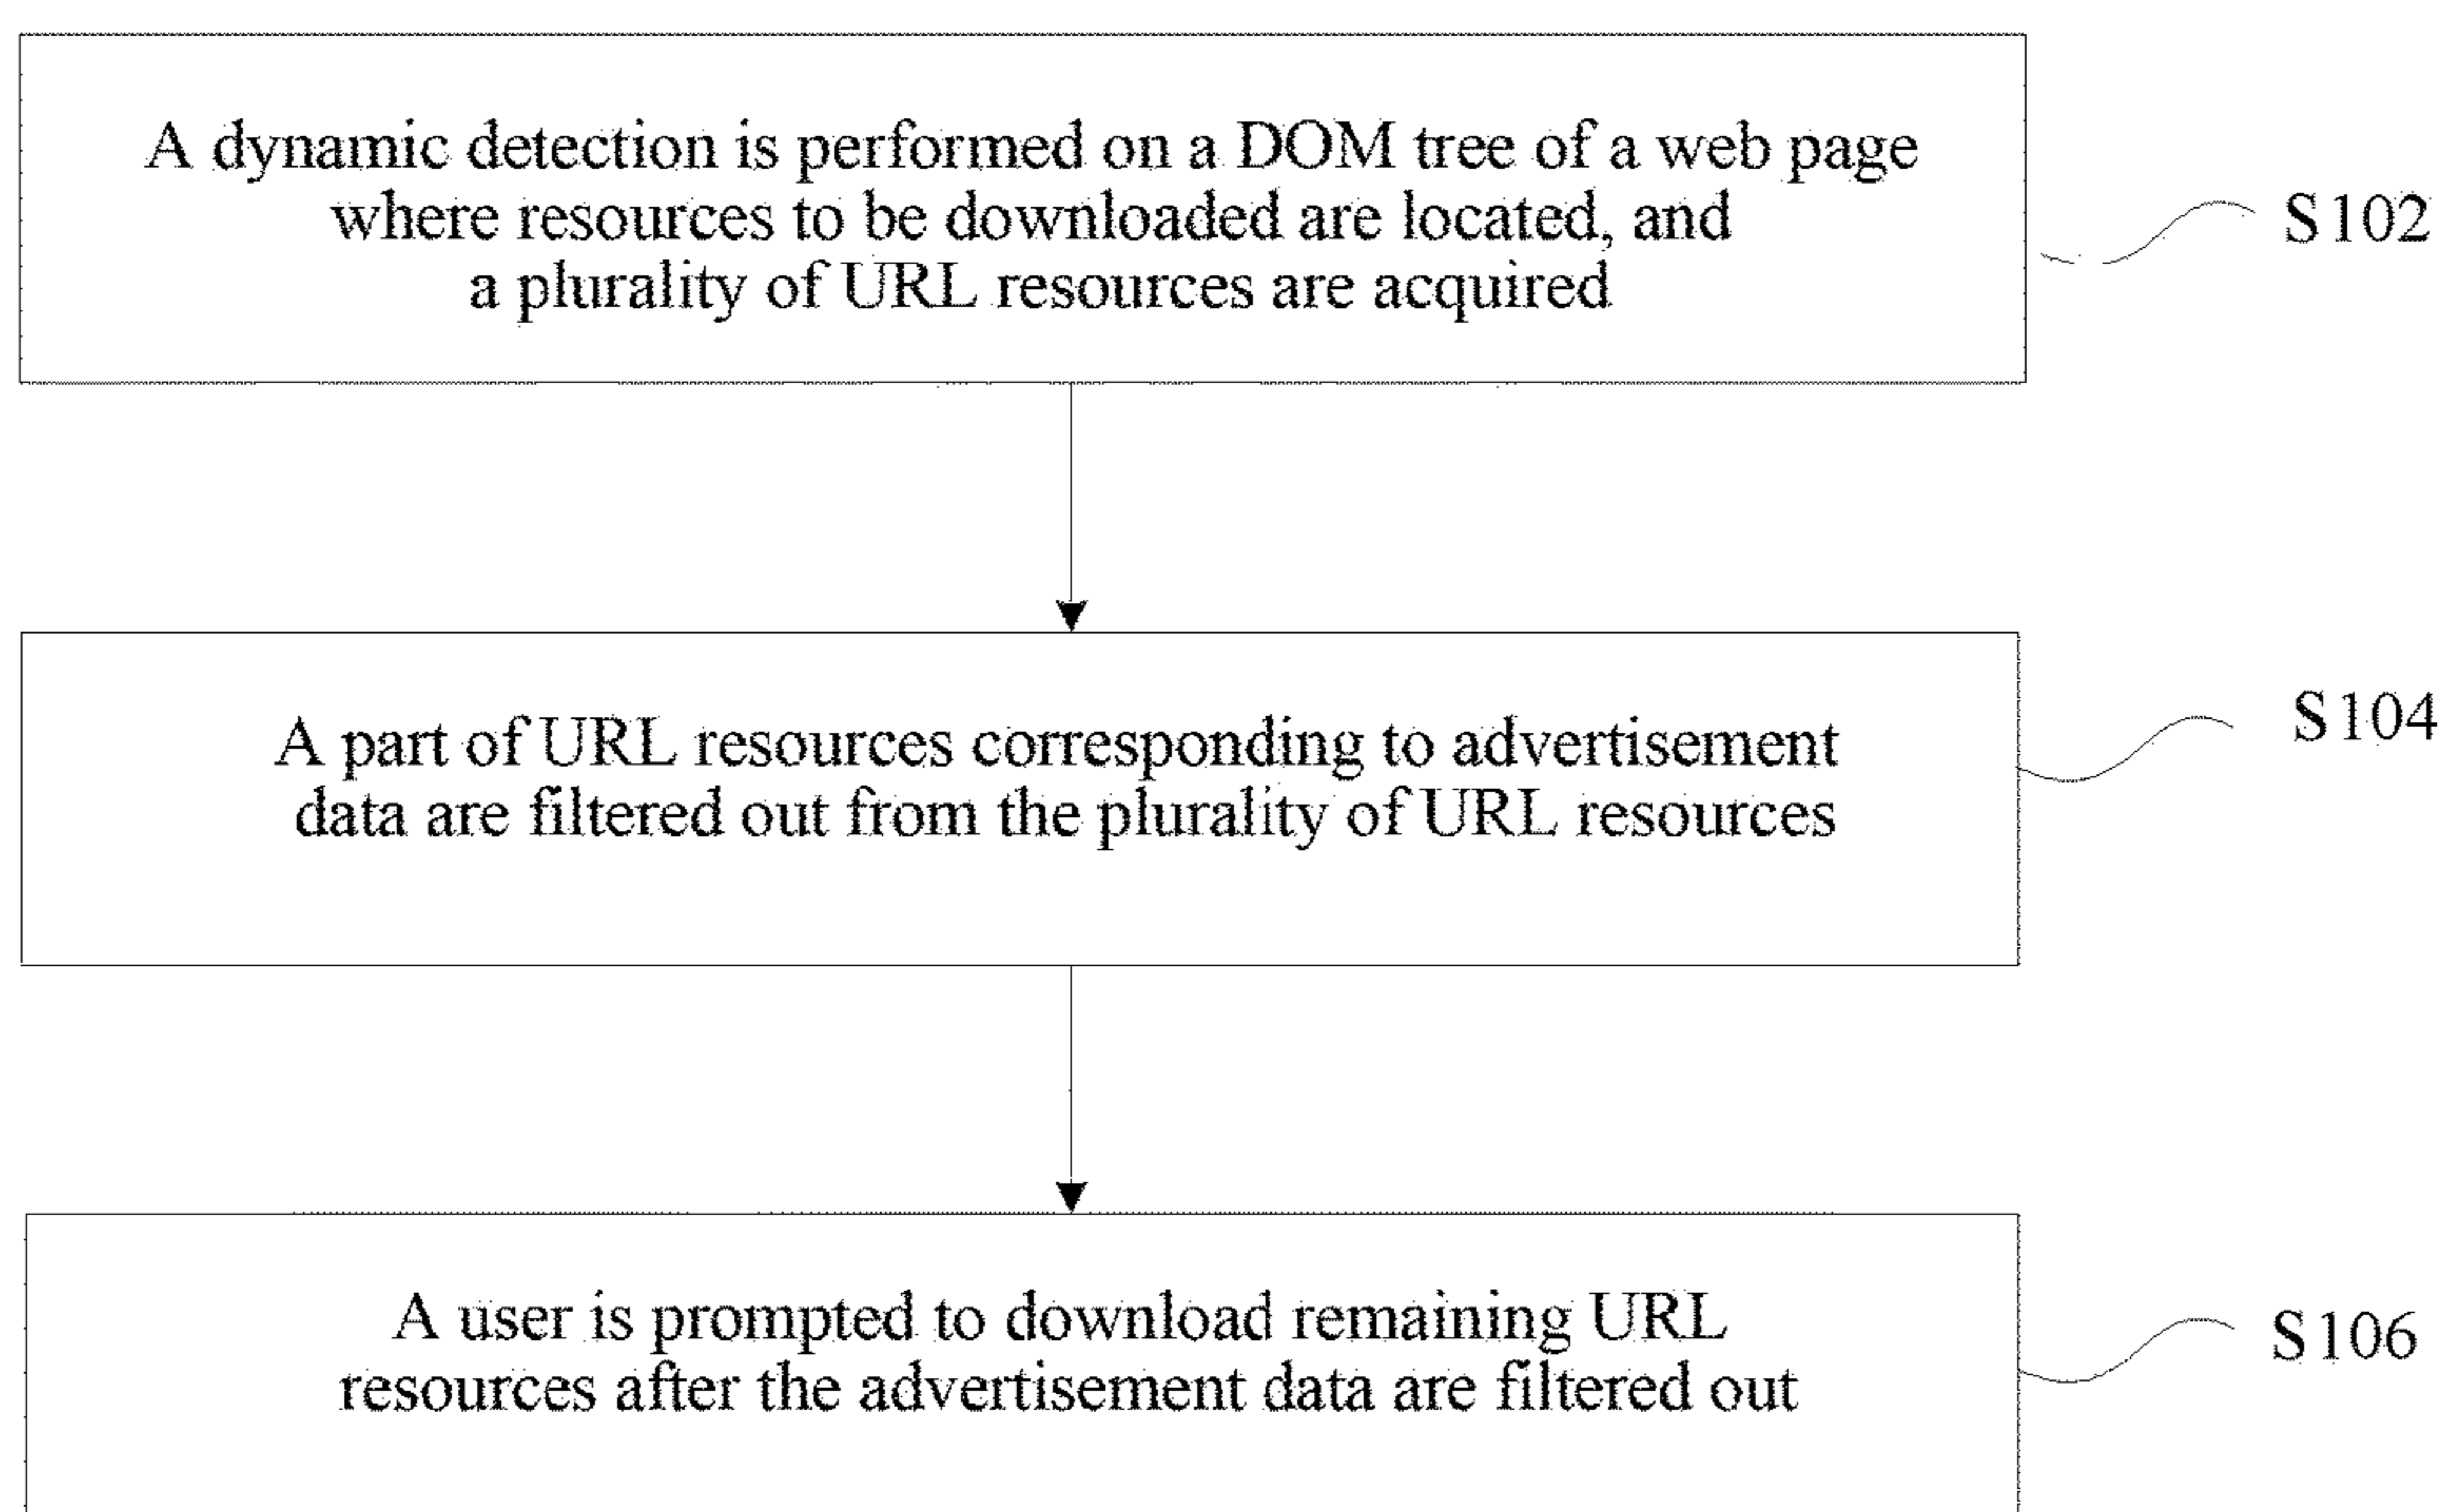 A dynamic detection is performed on a DOM tree of a web page
where resources to be downloaded are located, and
a plurality of URL resources are acquired
S102
A part of URL resources corresponding to advertisement
data are filtered out from the plurality of URL resources
S104
A user is prompted to download remaining URL
resources after the advertisement data are filtered out
S106